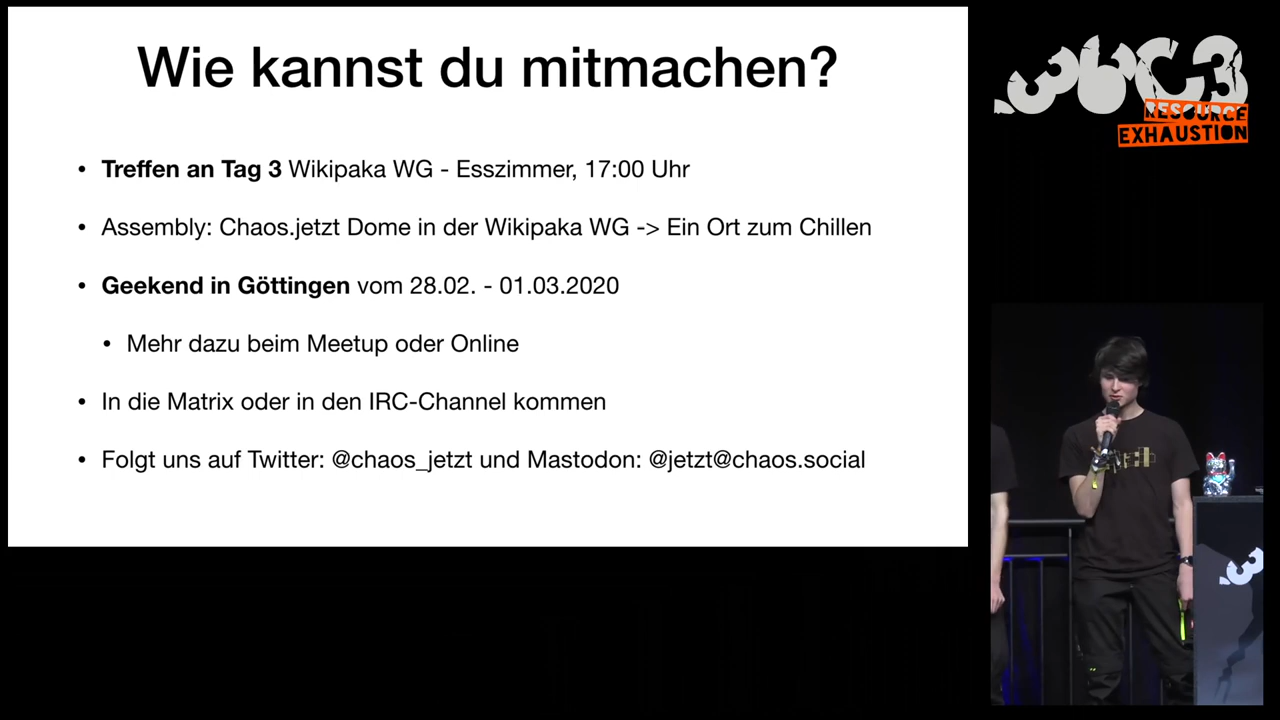 Wie kannst du mitmachen?
• Treffen an Tag 3 Wikipaka WG - Esszimmer, 17:00 Uhr
• Assembly: Chaos.jetzt Dome in der Wikipaka WG -> Ein Ort zum Chillen
• Geekend in Göttingen vom 28.02. - 01.03.2020
• Mehr dazu beim Meetup oder Online
• In die Matrix oder in den IRC-Channel kommen
• Folgt uns auf Twitter: @chaos_jetzt und Mastodon: @jetzt@chaos.social
36C3
RESOURCE
EXHAUSTION